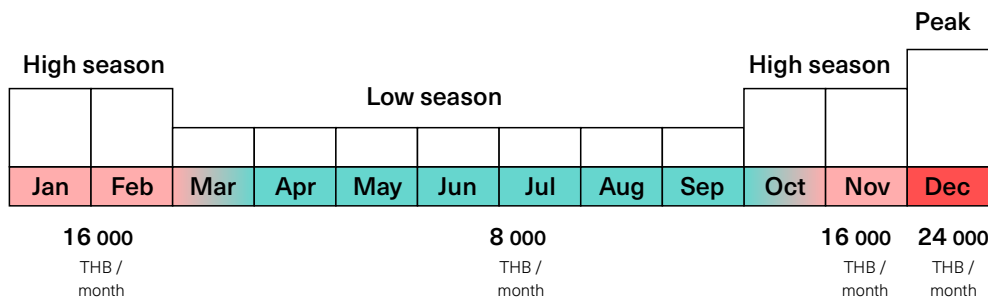 Peak
High season
High season
Low season
Jan Feb Mar Apr May Jun Jul Aug Sep Oct Nov Dec
16 000 8 000 16 000 24 000
THB / THB / THB / THB /
month month month month